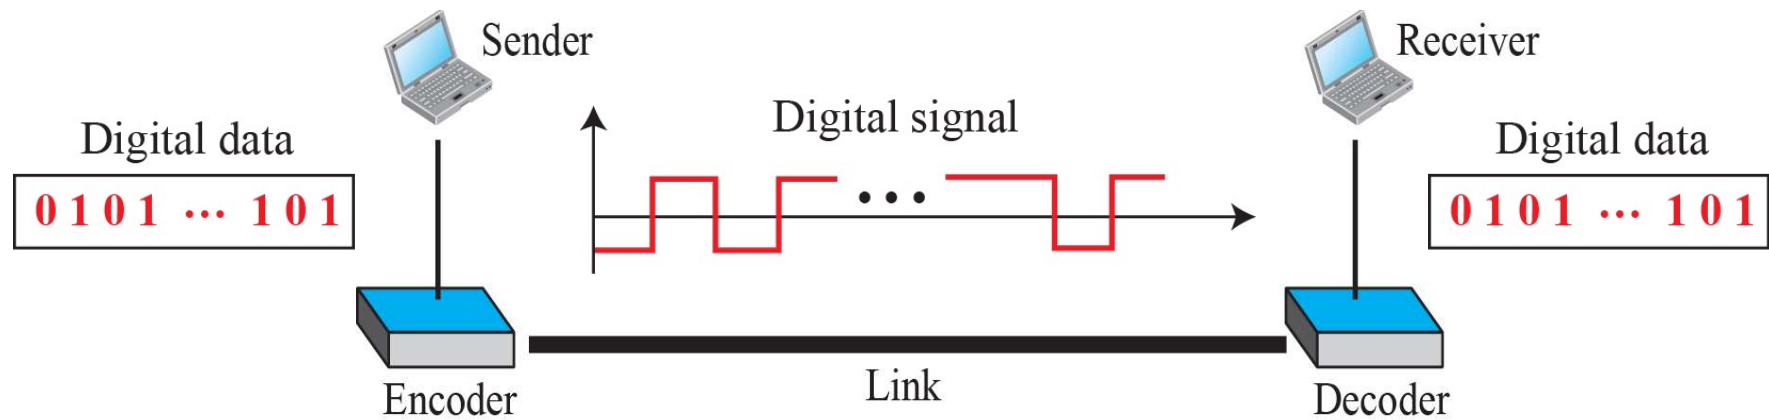 Sender
Receiver
Digital signal
Digital data
Digital data
0 1 0 1 ··· 1 0 1
0 1 0 1 ··· 1 0 1
Link
Encoder
Decoder